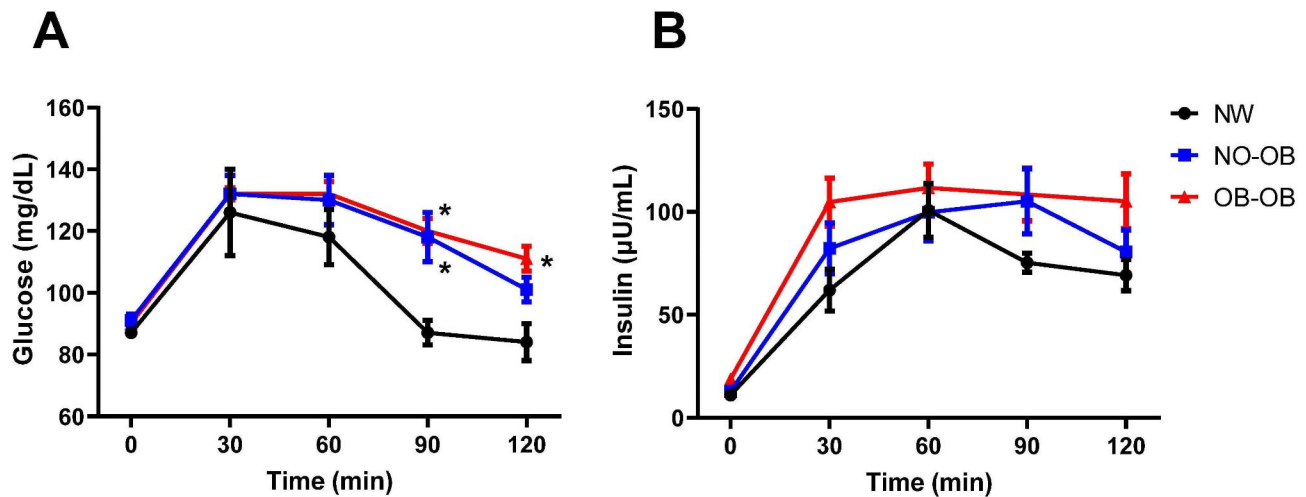 A
Glucose (mg/dL)
160
140
120
100
80
60
*
*
*
0 30 60 90 120
Time (min)
B
Insulin (µU/mL)
150
100
50
0
0 30 60 90 120
Time (min)
NW
NO-OB
OB-OB